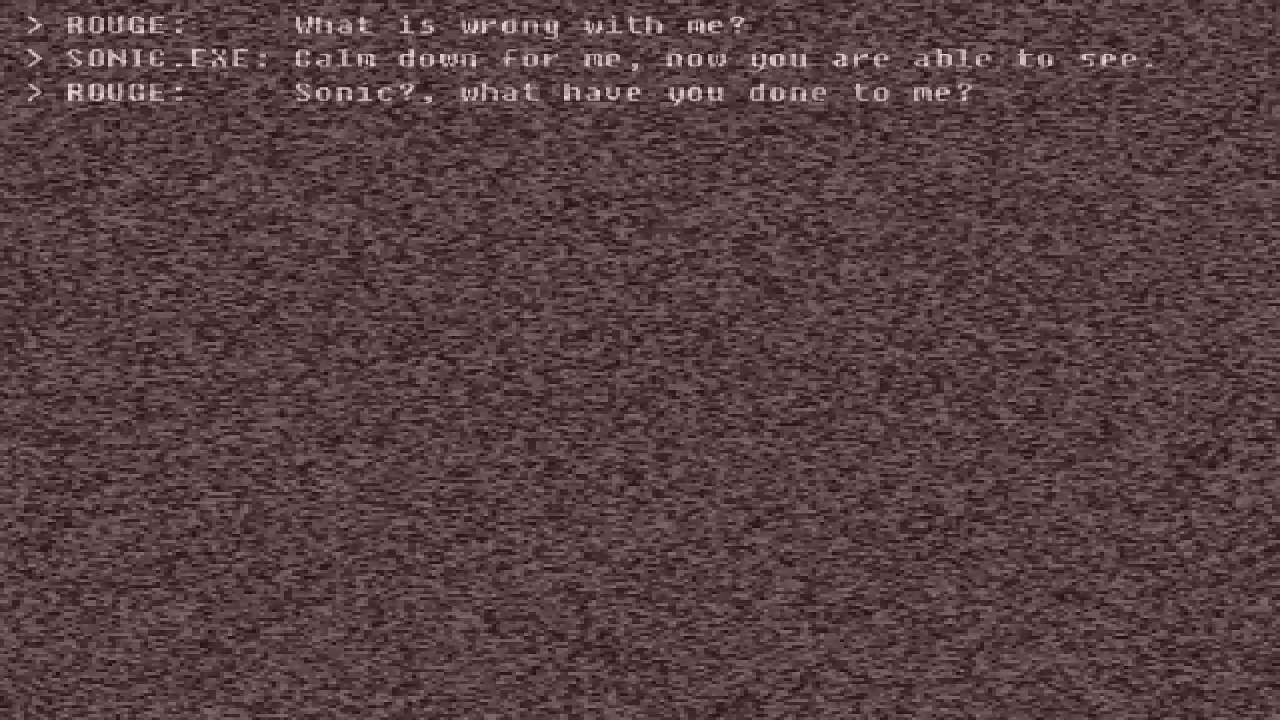 > ROUGE: What is wrong with me?
> SONIC.EXE: Calm down for me, now you are able to see.
> ROUGE: Sonic?, what have you done to me?